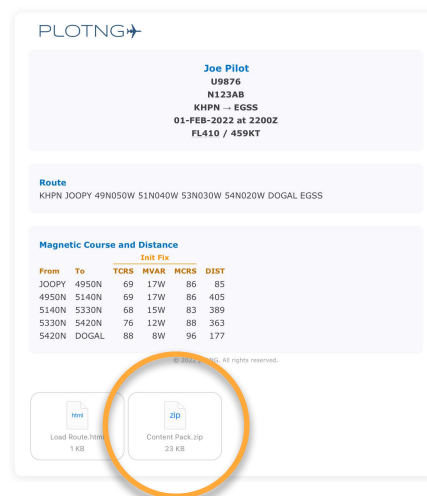 PLOTNG
Joe Pilot
U9876
N123AB
KHPN → EGSS
01-FEB-2022 at 2200Z
FL410 / 459KT
Route
KHPN JOOPY 49N050W 51N040W 53N030W 54N020W DOGAL EGSS
Magnetic Course and Distance
Init Fix
From To TCRS MVAR MCRS DIST
JOOPY 4950N 69 17W 86 85
4950N 5140N 69 17W 86 405
5140N 5330N 68 15W 83 389
5330N 5420N 76 12W 88 363
5420N DOGAL 88 8W 96 177
© 2022 PlotNG. All rights reserved.
html
Load Route.html
1 KB
zip
Content Pack.zip
23 KB